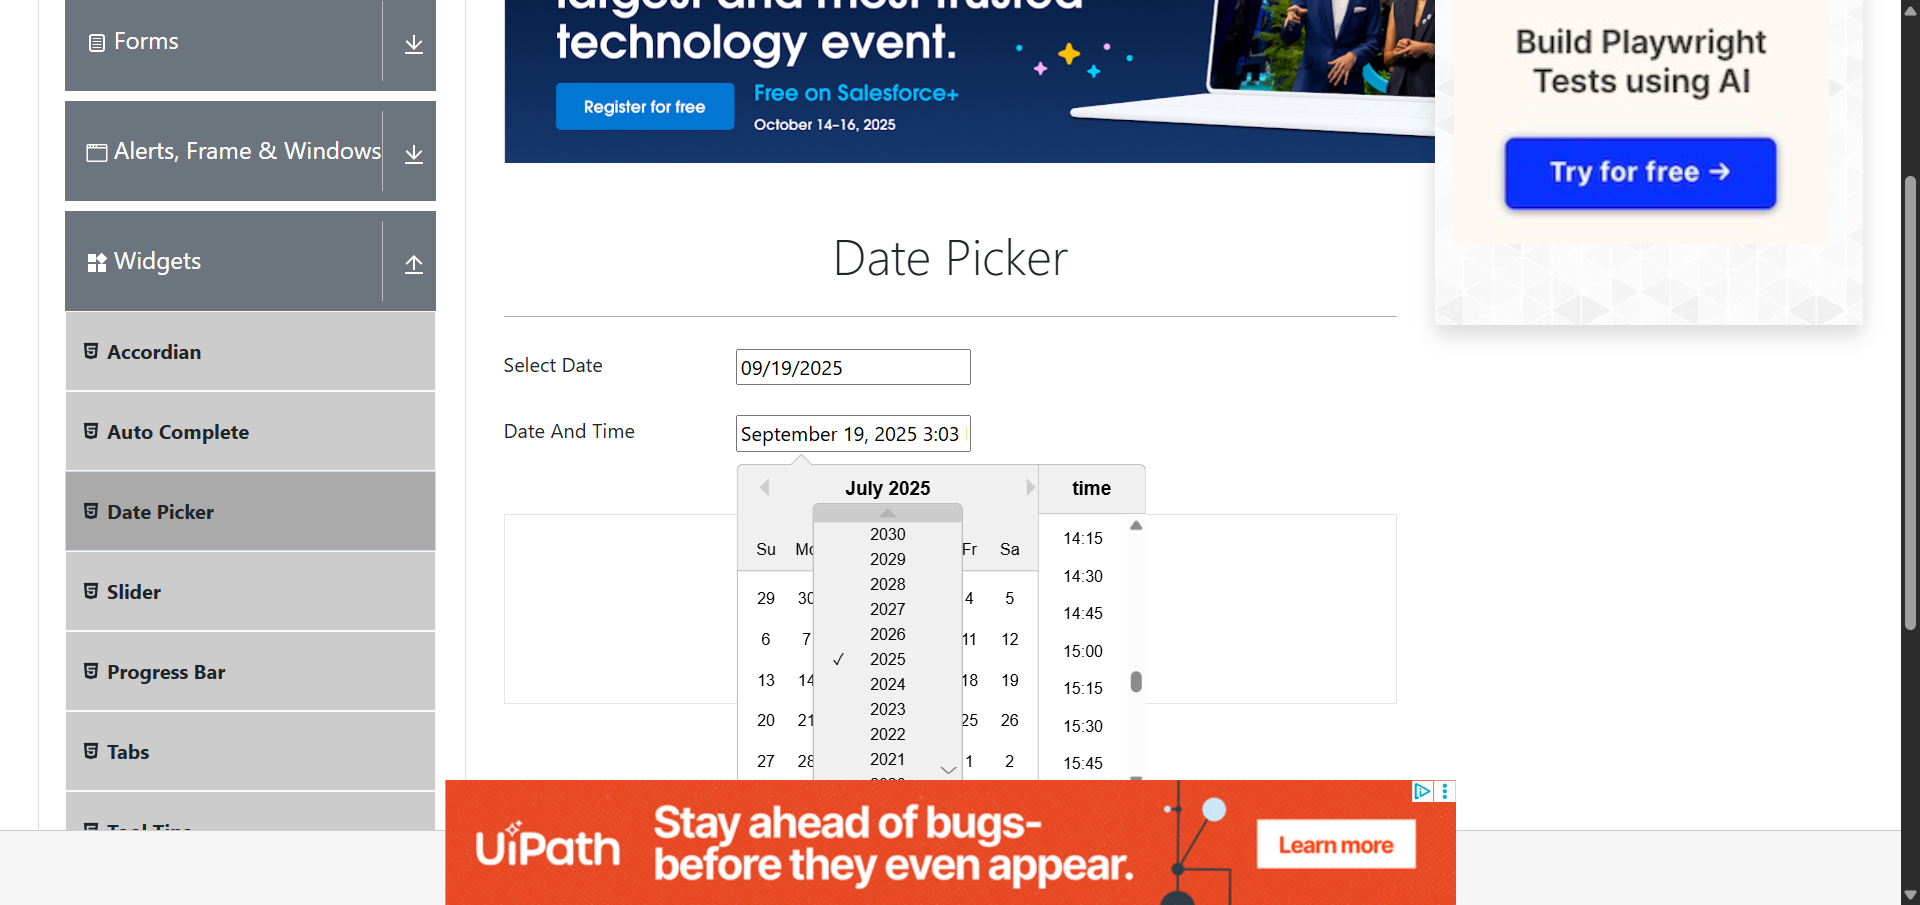 Forms
Alerts, Frame & Windows
Widgets
Accordian
Auto Complete
Date Picker
Slider
Progress Bar
Tabs
largest and most trusted
technology event.
Register for free
Free on Salesforce+
October 14–16, 2025
Build Playwright
Tests using AI
Try for free →
Date Picker
Select Date
09/19/2025
Date And Time
September 19, 2025 3:03
July 2025
time
2030
2029
2028
2027
2026
✓ 2025
2024
2023
2022
2021
Su Mo Fr Sa
29 30 4 5
6 7 11 12
13 14 18 19
20 21 25 26
27 28 1 2
14:15
14:30
14:45
15:00
15:15
15:30
15:45
UiPath
Stay ahead of bugs-
before they even appear.
Learn more